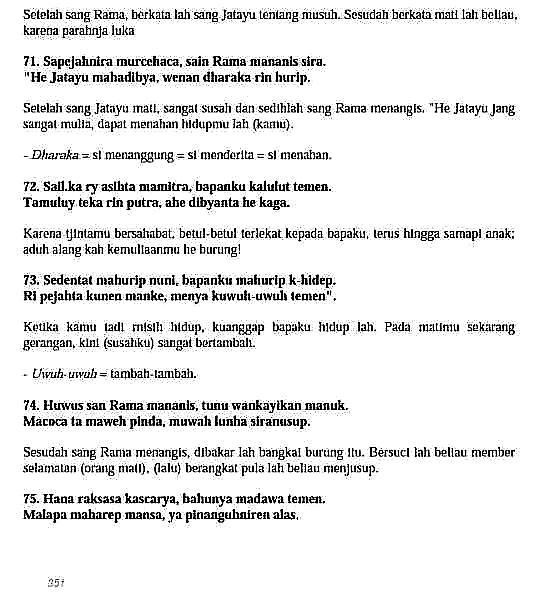 Setelah sang Rama, berkata lah sang Jatayu tentang musuh. Sesudah berkata mati lah beliau,
karena parahnja luka
71. Sapejahnira murcehaca, sain Rama mananis sira.
"He Jatayu mahadibya, wenan dharaka rin hurip.
Setelah sang Jatayu mati, sangat susah dan sedihlah sang Rama menangis. "He Jatayu jang
sangat mulia, dapat menahan hidupmu lah (kamu).
- Dharaka = si menanggung = si menderita = si menahan.
72. Sail.ka ry asihta mamitra, bapanku kalulut temen.
Tamuluy teka rin putra, ahe dibyanta he kaga.
Karena tjintamu bersahabat, betul-betul terlekat kepada bapaku, terus hingga sampai anak;
aduh alang kah kemuliaanmu he burung!
73. Sedentat mahurip nuni, bapanku mahurip k-hidep.
Ri pejahta kunen manke, menya kuwuh-uwuh temen".
Ketika kamu tadi misih hidup, kuanggap bapaku hidup lah. Pada matimu sekarang
gerangan, kini (susahku) sangat bertambah.
- Uwuh-uwuh = tambah-tambah.
74. Huwus san Rama mananis, tunu wankayikan manuk.
Macoca ta maweh pinda, muwah lunha siranusup.
Sesudah sang Rama menangis, dibakar lah bangkai burung itu. Bersuci lah beliau member
selamatan (orang mati), (lalu) berangkat pula lah beliau menjusup.
75. Hana raksasa kascarya, bahunya madawa temen.
Malapa maharep mansa, ya pinanguhniren alas.
351